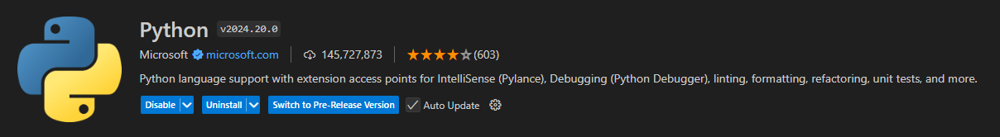 Python v2024.20.0
Microsoft microsoft.com 145,727,873 (603)
Python language support with extension access points for IntelliSense (Pylance), Debugging (Python Debugger), linting, formatting, refactoring, unit tests, and more.
Disable Uninstall Switch to Pre-Release Version Auto Update